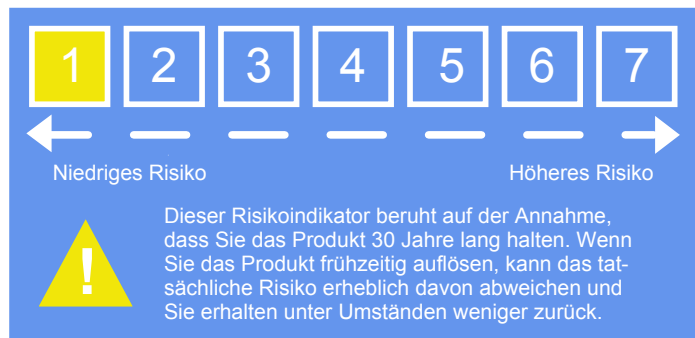 1 2 3 4 5 6 7
Niedriges Risiko Höheres Risiko
!
Dieser Risikoindikator beruht auf der Annahme,
dass Sie das Produkt 30 Jahre lang halten. Wenn
Sie das Produkt frühzeitig auflösen, kann das tat-
sächliche Risiko erheblich davon abweichen und
Sie erhalten unter Umständen weniger zurück.